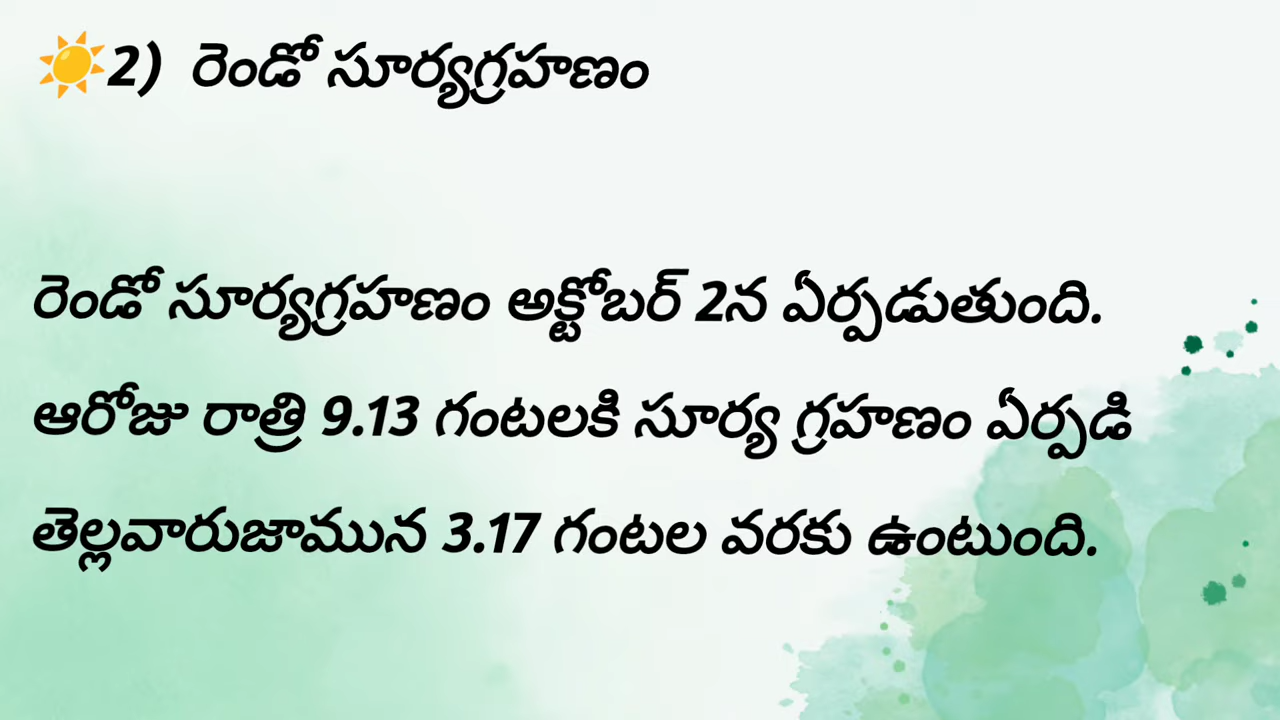 ☀️2) రెండో సూర్యగ్రహణం
రెండో సూర్యగ్రహణం అక్టోబర్ 2న ఏర్పడుతుంది.
ఆరోజు రాత్రి 9.13 గంటలకి సూర్య గ్రహణం ఏర్పడి
తెల్లవారుజామున 3.17 గంటల వరకు ఉంటుంది.